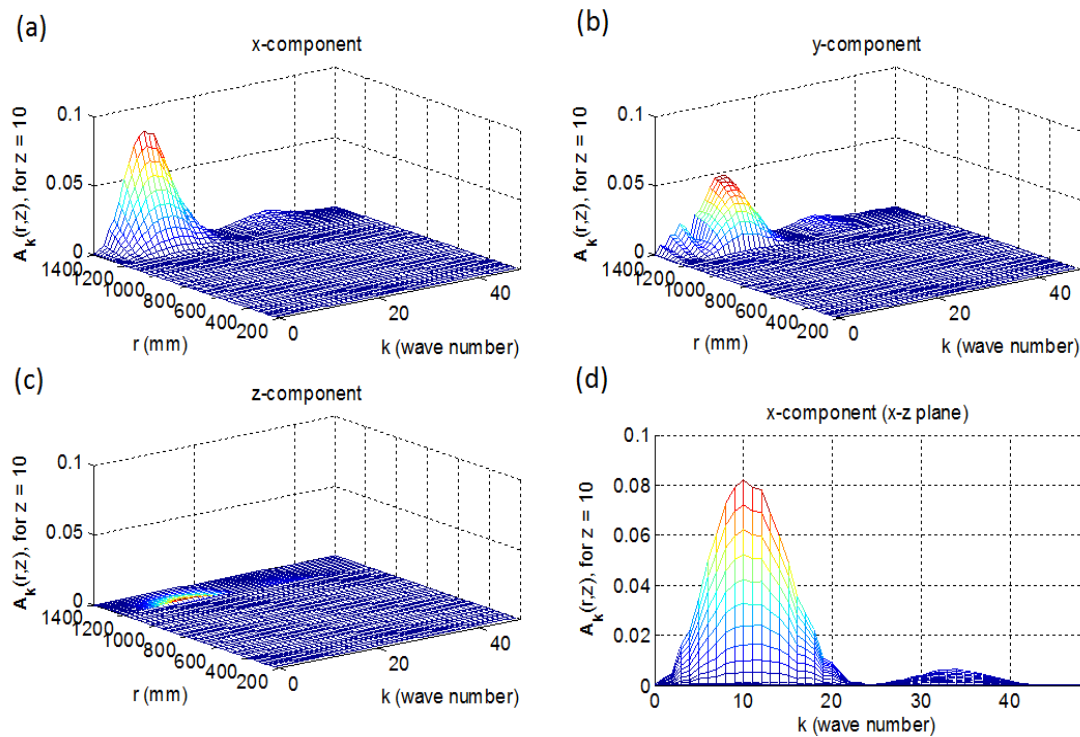 (a)
x-component
0.1
0.05
0
A_k(r,z), for z = 10
1400
1200
1000
800
600
400
200
r (mm)
0
20
40
k (wave number)
(b)
y-component
0.1
0.05
0
A_k(r,z), for z = 10
1400
1200
1000
800
600
400
200
r (mm)
0
20
40
k (wave number)
(c)
z-component
0.1
0.05
0
A_k(r,z), for z = 10
1400
1200
1000
800
600
400
200
r (mm)
0
20
40
k (wave number)
(d)
x-component (x-z plane)
0.1
0.08
0.06
0.04
0.02
0
A_k(r,z), for z = 10
0
10
20
30
40
k (wave number)